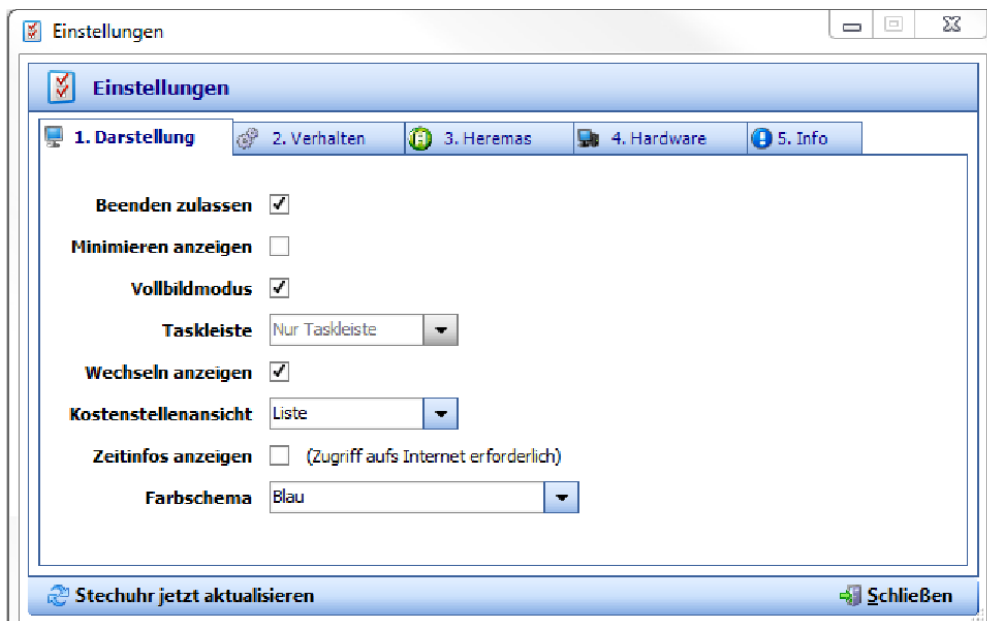 Einstellungen
Einstellungen
1. Darstellung 2. Verhalten 3. Heremas 4. Hardware 5. Info
Beenden zulassen
Minimieren anzeigen
Vollbildmodus
Taskleiste Nur Taskleiste
Wechseln anzeigen
Kostenstellenansicht Liste
Zeitinfos anzeigen (Zugriff aufs Internet erforderlich)
Farbschema Blau
Stechuhr jetzt aktualisieren Schließen